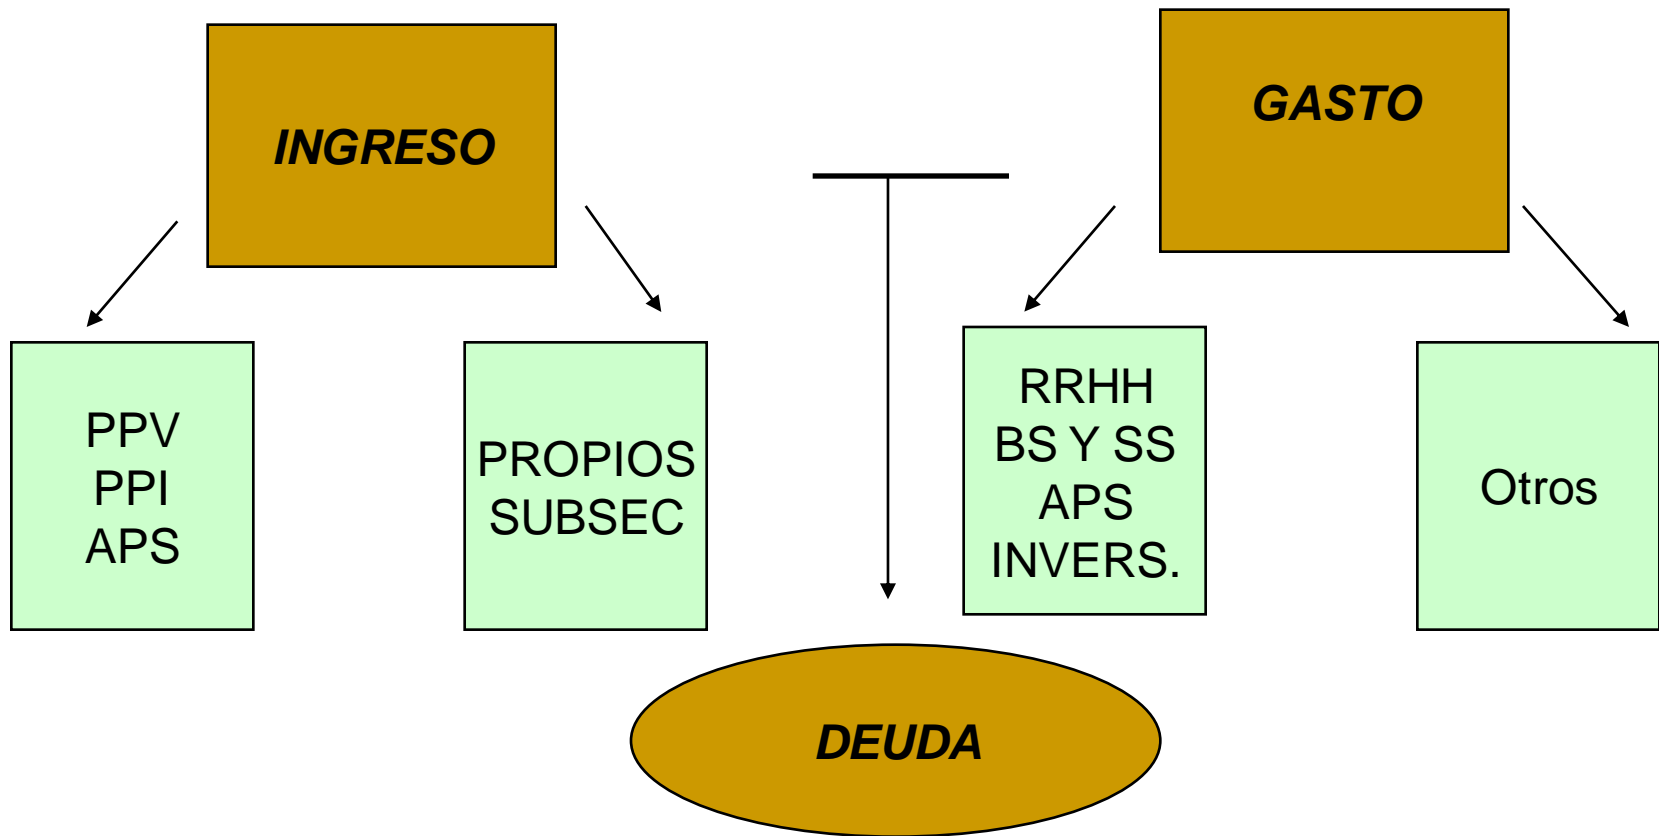 INGRESO
GASTO
PPV
PPI
APS
PROPIOS
SUBSEC
RRHH
BS Y SS
APS
INVERS.
Otros
DEUDA